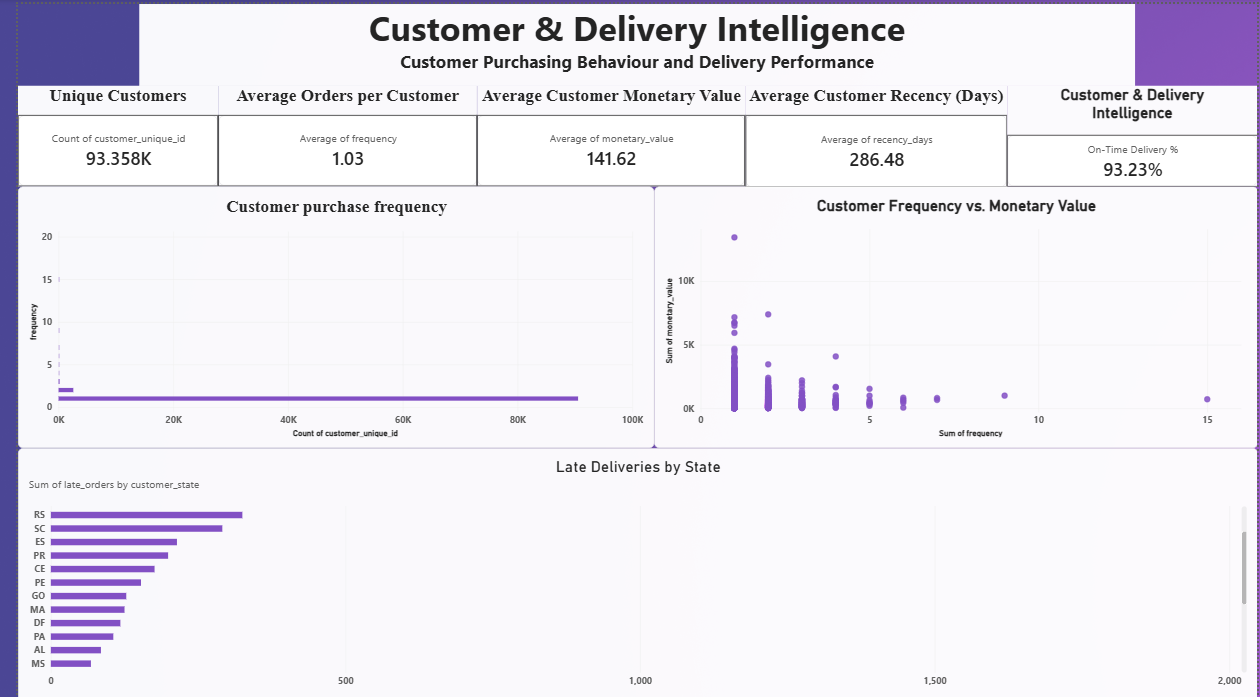 Customer & Delivery Intelligence
Customer Purchasing Behaviour and Delivery Performance
Unique Customers
Count of customer_unique_id
93.358K
Average Orders per Customer
Average of frequency
1.03
Average Customer Monetary Value
Average of monetary_value
141.62
Average Customer Recency (Days)
Average of recency_days
286.48
Customer & Delivery
Intelligence
On-Time Delivery %
93.23%
Customer purchase frequency
frequency
20
15
10
5
0
0K 20K 40K 60K 80K 100K
Count of customer_unique_id
Customer Frequency vs. Monetary Value
Sum of monetary_value
10K
5K
0K
0 5 10 15
Sum of frequency
Late Deliveries by State
Sum of late_orders by customer_state
RS
SC
ES
PR
CE
PE
GO
MA
DF
PA
AL
MS
0 500 1,000 1,500 2,000